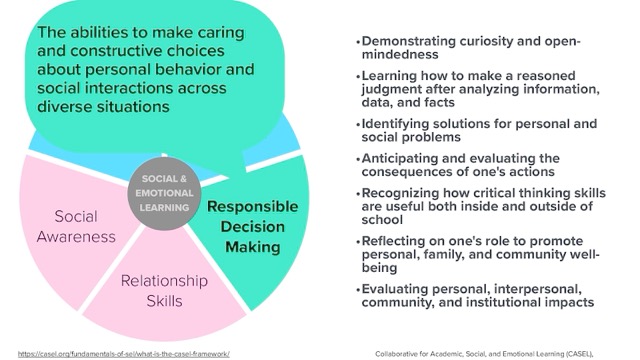 The abilities to make caring
and constructive choices
about personal behavior and
social interactions across
diverse situations
SOCIAL &
EMOTIONAL
LEARNING
Social
Awareness
Responsible
Decision
Making
Relationship
Skills
•Demonstrating curiosity and open-
mindedness
•Learning how to make a reasoned
judgment after analyzing information,
data, and facts
•Identifying solutions for personal and
social problems
•Anticipating and evaluating the
consequences of one's actions
•Recognizing how critical thinking skills
are useful both inside and outside of
school
•Reflecting on one's role to promote
personal, family, and community well-
being
•Evaluating personal, interpersonal,
community, and institutional impacts
https://casel.org/fundamentals-of-sel/what-is-the-casel-framework/
Collaborative for Academic, Social, and Emotional Learning (CASEL),